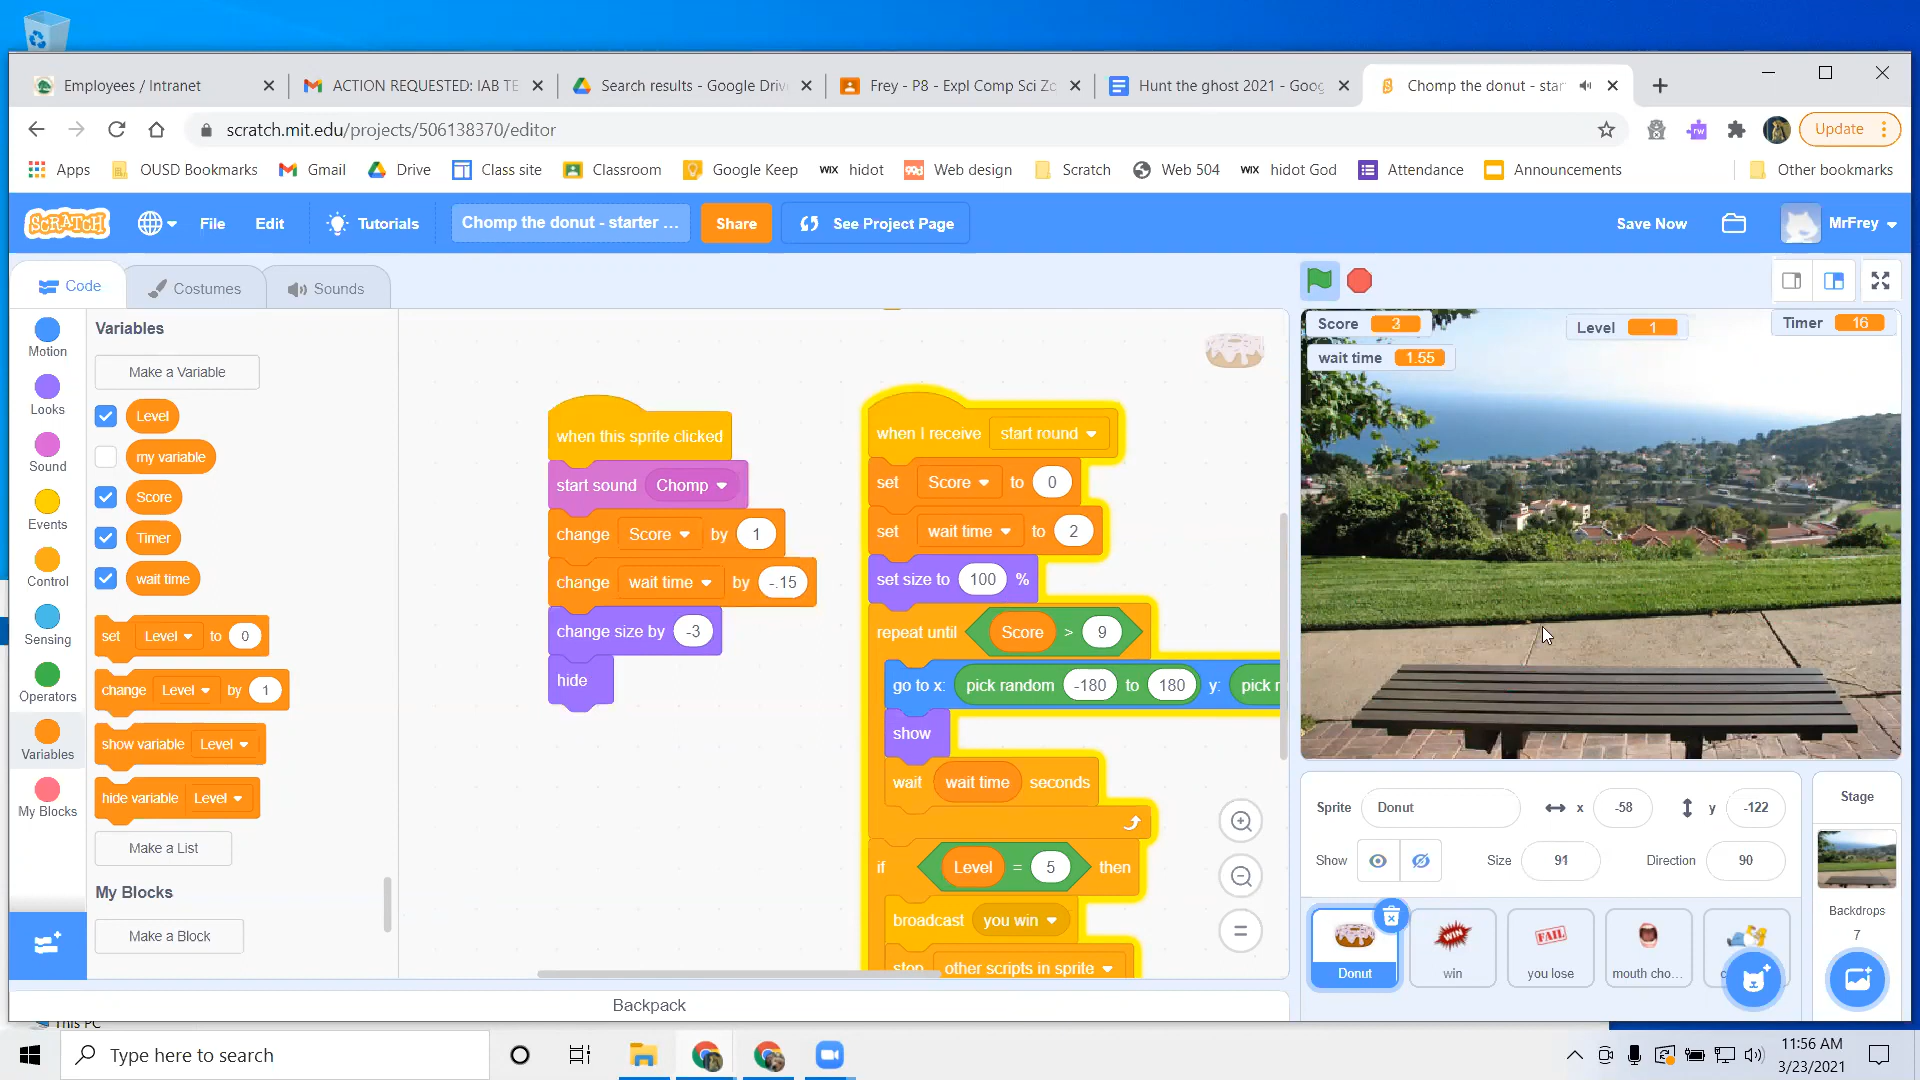 Employees / Intranet
ACTION REQUESTED: IAB TE
Search results - Google Driv
Frey - P8 - Expl Comp Sci Zo
Hunt the ghost 2021 - Goog
Chomp the donut - star
scratch.mit.edu/projects/506138370/editor
Update
Apps
OUSD Bookmarks
Gmail
Drive
Class site
Classroom
Google Keep
WIX hidot
Web design
Scratch
Web 504
WIX hidot God
Attendance
Announcements
Other bookmarks
SCRATCH
File
Edit
Tutorials
Chomp the donut - starter ...
Share
See Project Page
Save Now
MrFrey
Code
Costumes
Sounds
Motion
Looks
Sound
Events
Control
Sensing
Operators
Variables
My Blocks
Variables
Make a Variable
Level
my variable
Score
Timer
wait time
set Level to 0
change Level by 1
show variable Level
hide variable Level
Make a List
My Blocks
Make a Block
when this sprite clicked
start sound Chomp
change Score by 1
change wait time by -.15
change size by -3
hide
when I receive start round
set Score to 0
set wait time to 2
set size to 100 %
repeat until Score > 9
go to x: pick random -180 to 180 y: pick r
show
wait wait time seconds
if Level = 5 then
broadcast you win
stop other scripts in sprite
Backpack
Score 3
Level 1
Timer 16
wait time 1.55
Sprite Donut x -58 y -122
Show Size 91 Direction 90
Donut
WIN
win
FAIL
you lose
mouth cho...
Stage
Backdrops
7
This PC
Type here to search
11:56 AM
3/23/2021